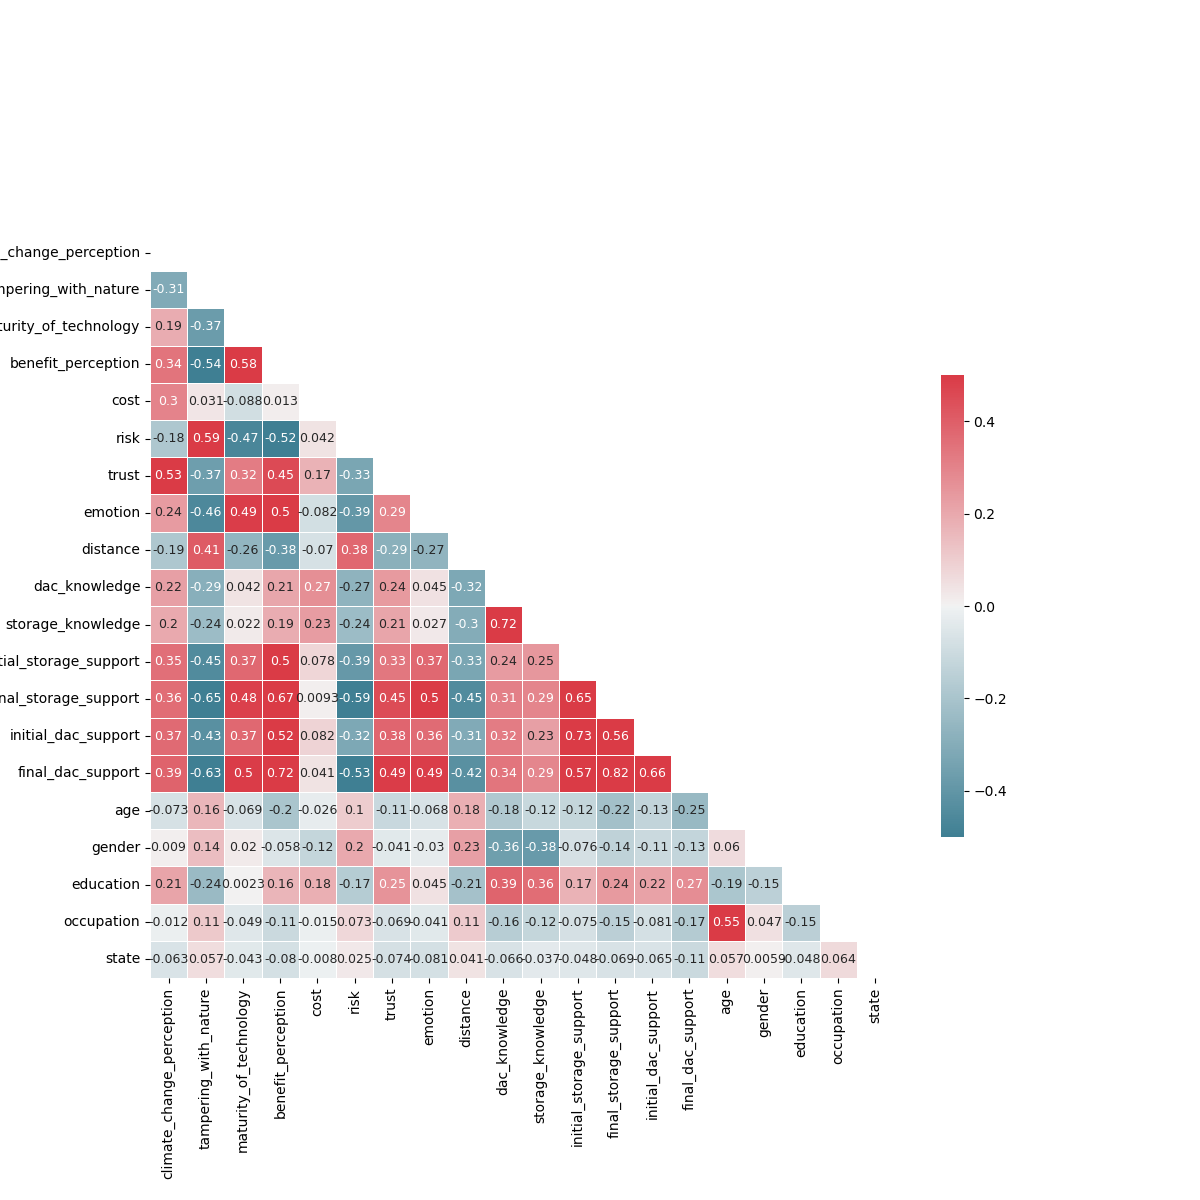 _change_perception
-0.31
mpering_with_nature
0.19 -0.37
turity_of_technology
0.34 -0.54 0.58
benefit_perception
0.3 0.031 -0.088 0.013
cost
-0.18 0.59 -0.47 -0.52 0.042
risk
0.53 -0.37 0.32 0.45 0.17 -0.33
trust
0.24 -0.46 0.49 0.5 -0.082 -0.39 0.29
emotion
-0.19 0.41 -0.26 -0.38 -0.07 0.38 -0.29 -0.27
distance
0.22 -0.29 0.042 0.21 0.27 -0.27 0.24 0.045 -0.32
dac_knowledge
0.2 -0.24 0.022 0.19 0.23 -0.24 0.21 0.027 -0.3 0.72
storage_knowledge
0.35 -0.45 0.37 0.5 0.078 -0.39 0.33 0.37 -0.33 0.24 0.25
tial_storage_support
0.36 -0.65 0.48 0.67 0.0093 -0.59 0.45 0.5 -0.45 0.31 0.29 0.65
nal_storage_support
0.37 -0.43 0.37 0.52 0.082 -0.32 0.38 0.36 -0.31 0.32 0.23 0.73 0.56
initial_dac_support
0.39 -0.63 0.5 0.72 0.041 -0.53 0.49 0.49 -0.42 0.34 0.29 0.57 0.82 0.66
final_dac_support
-0.073 0.16 -0.069 -0.2 -0.026 0.1 -0.11 -0.068 0.18 -0.18 -0.12 -0.12 -0.22 -0.13 -0.25
age
0.009 0.14 0.02 -0.058 -0.12 0.2 -0.041 -0.03 0.23 -0.36 -0.38 -0.076 -0.14 -0.11 -0.13 0.06
gender
0.21 -0.24 0.0023 0.16 0.18 -0.17 0.25 0.045 -0.21 0.39 0.36 0.17 0.24 0.22 0.27 -0.19 -0.15
education
-0.012 0.11 -0.049 -0.11 -0.015 0.073 -0.069 -0.041 0.11 -0.16 -0.12 -0.075 -0.15 -0.081 -0.17 0.55 0.047 -0.15
occupation
-0.063 0.057 -0.043 -0.08 -0.008 0.025 -0.074 -0.081 0.041 -0.066 -0.037 -0.048 -0.069 -0.065 -0.11 0.057 0.0059 -0.048 0.064
state
climate_change_perception
tampering_with_nature
maturity_of_technology
benefit_perception
cost
risk
trust
emotion
distance
dac_knowledge
storage_knowledge
initial_storage_support
final_storage_support
initial_dac_support
final_dac_support
age
gender
education
occupation
state
0.4
0.2
0.0
−0.2
−0.4